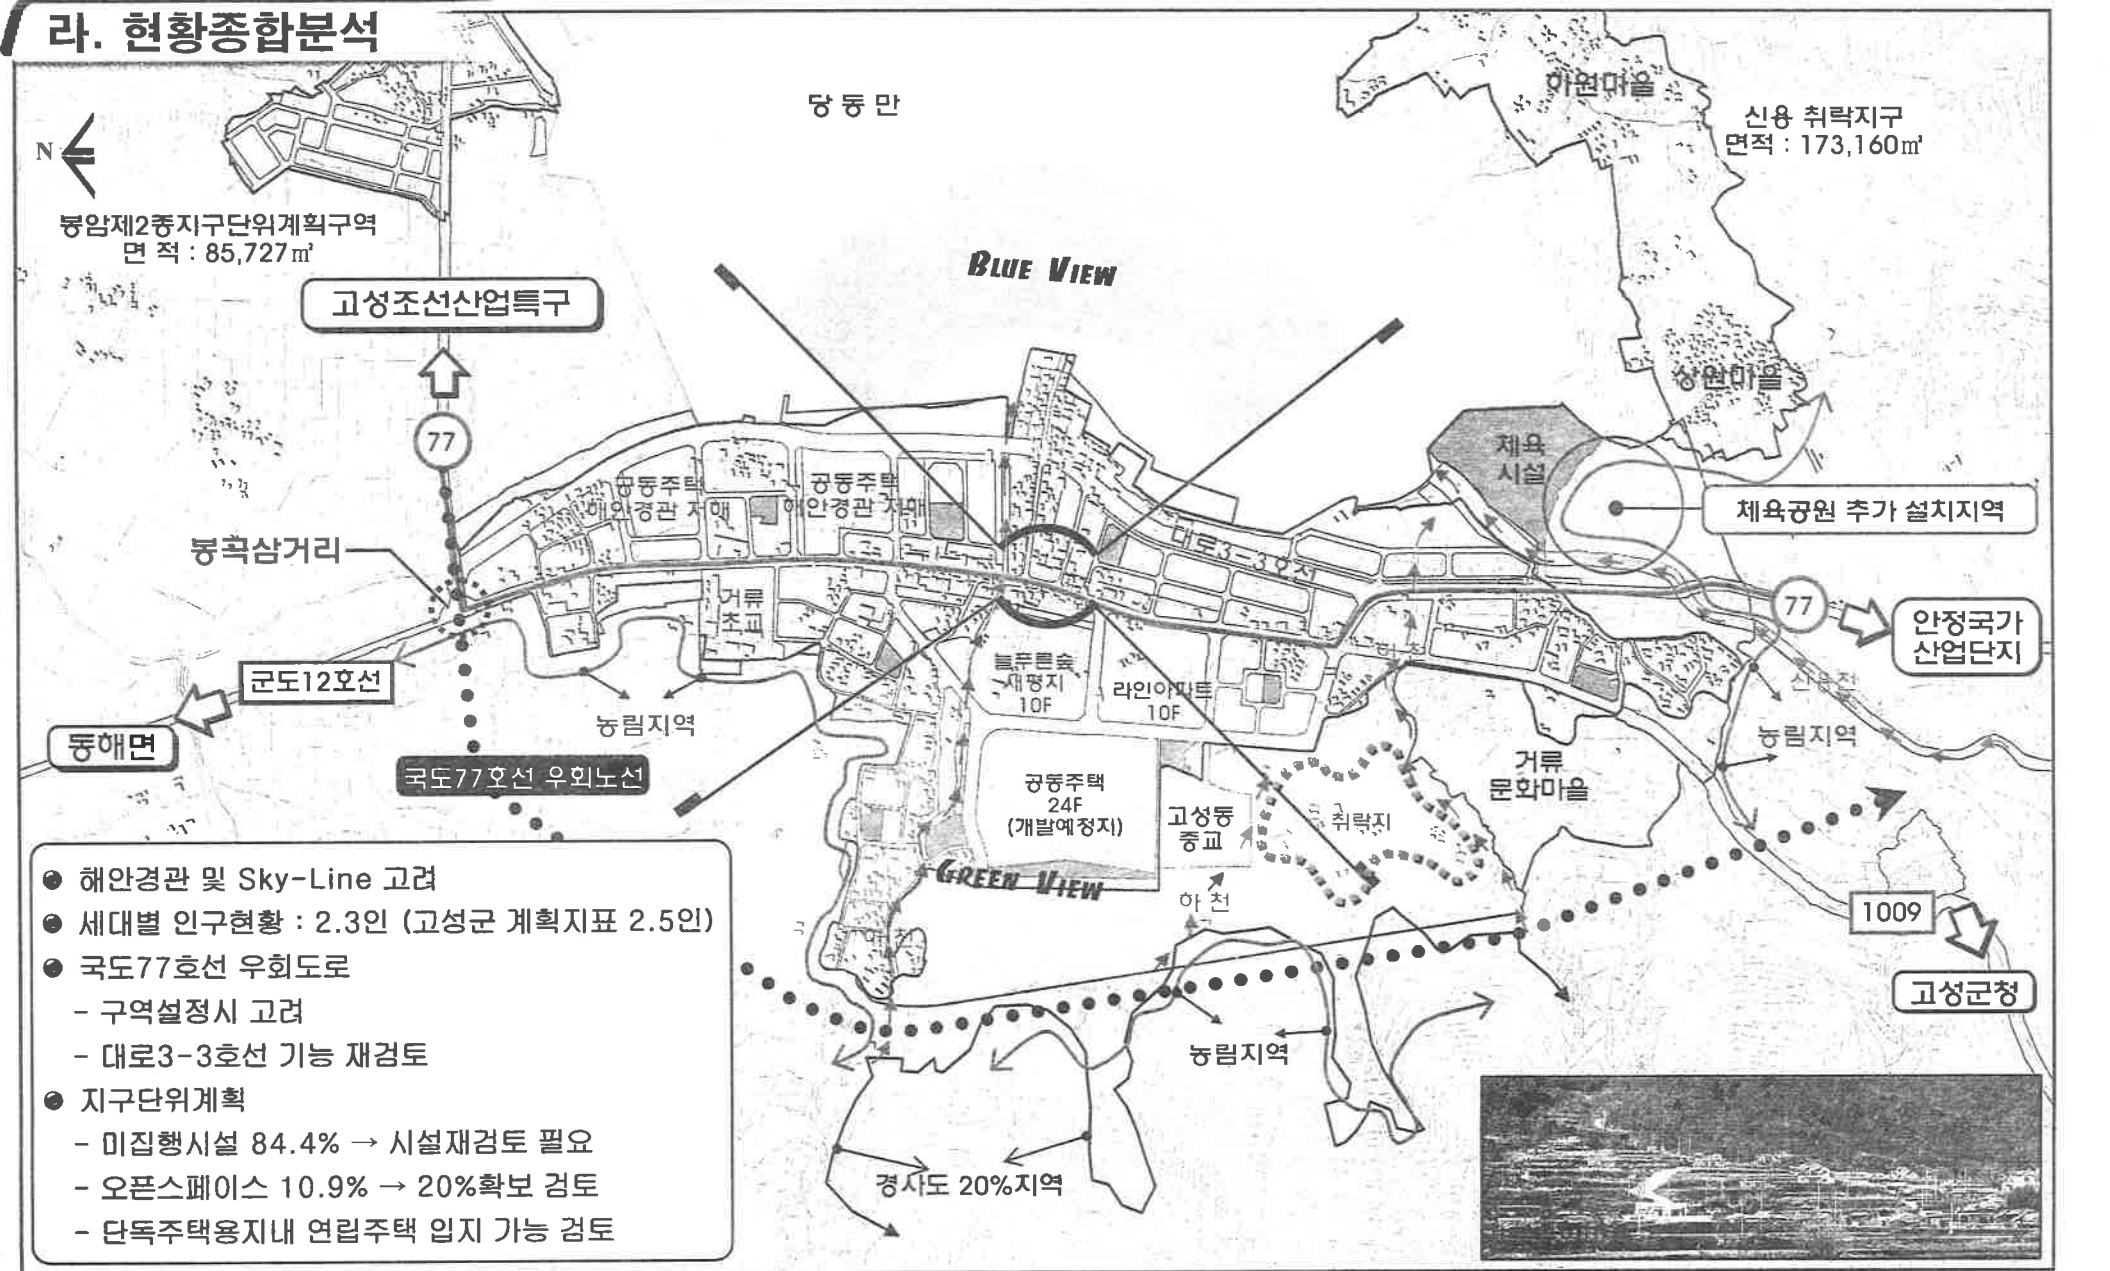 라. 현황종합분석
당동만
하원마을
신용 취락지구
면적 : 173,160㎡
N
봉암제2종지구단위계획구역
면 적 : 85,727㎡
BLUE VIEW
고성조선산업특구
상원마을
77
체육
시설
공동주택
해안경관 저해
공동주택
해안경관 저해
체육공원 추가 설치지역
봉곡삼거리
대로3-3호선
거류
초교
77
안정국가
산업단지
하천
늘푸른숲
새평지
10F
라인아파트
10F
신용천
군도12호선
농림지역
농림지역
동해면
국도77호선 우회노선
거류
문화마을
공동주택
24F
(개발예정지)
고성동
중교
취락지
GREEN VIEW
하천
1009
고성군청
농림지역
경사도 20%지역
● 해안경관 및 Sky-Line 고려
● 세대별 인구현황 : 2.3인 (고성군 계획지표 2.5인)
● 국도77호선 우회도로
- 구역설정시 고려
- 대로3-3호선 기능 재검토
● 지구단위계획
- 미집행시설 84.4% → 시설재검토 필요
- 오픈스페이스 10.9% → 20%확보 검토
- 단독주택용지내 연립주택 입지 가능 검토